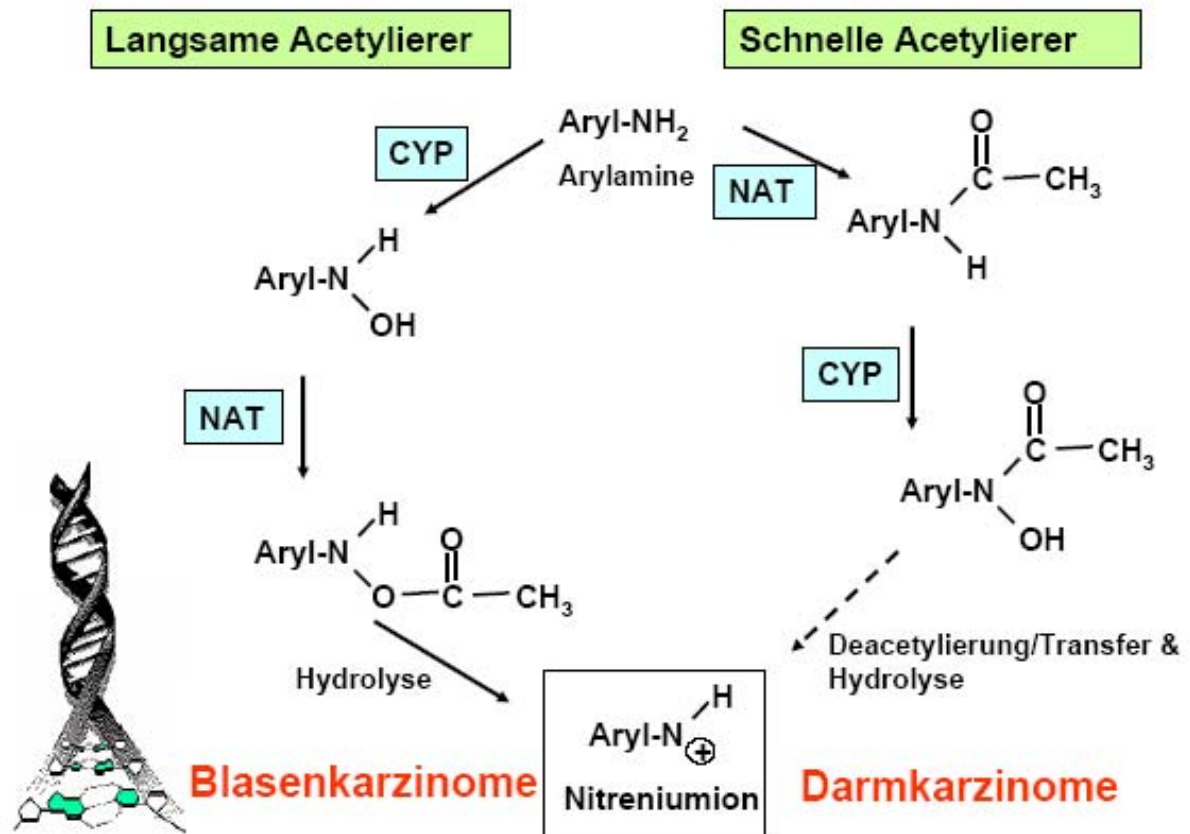 Langsame Acetylierer
Schnelle Acetylierer
Aryl-NH₂
Arylamine
CYP
NAT
O
C
CH₃
Aryl-N
H
Aryl-N
H
OH
NAT
CYP
O
C
CH₃
Aryl-N
OH
Aryl-N
H
O
O
C
CH₃
Hydrolyse
Deacetylierung/Transfer &
Hydrolyse
Aryl-N
H
+
Nitreniumion
Blasenkarzinome
Darmkarzinome